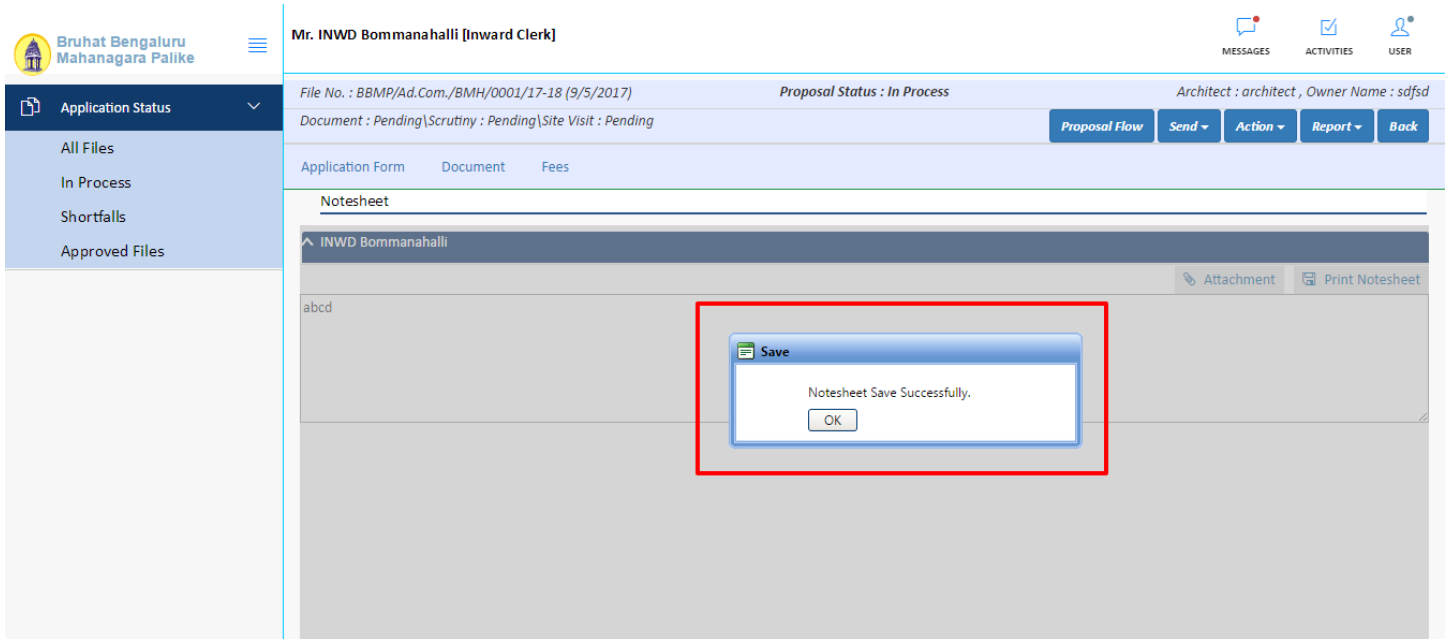 Bruhat Bengaluru
Mahanagara Palike
Mr. INWD Bommanahalli [Inward Clerk]
MESSAGES
ACTIVITIES
USER
Application Status
All Files
In Process
Shortfalls
Approved Files
File No. : BBMP/Ad.Com./BMH/0001/17-18 (9/5/2017)
Proposal Status : In Process
Architect : architect , Owner Name : sdfsd
Document : Pending\Scrutiny : Pending\Site Visit : Pending
Proposal Flow
Send
Action
Report
Back
Application Form
Document
Fees
Notesheet
INWD Bommanahalli
Attachment
Print Notesheet
abcd
Save
Notesheet Save Successfully.
OK